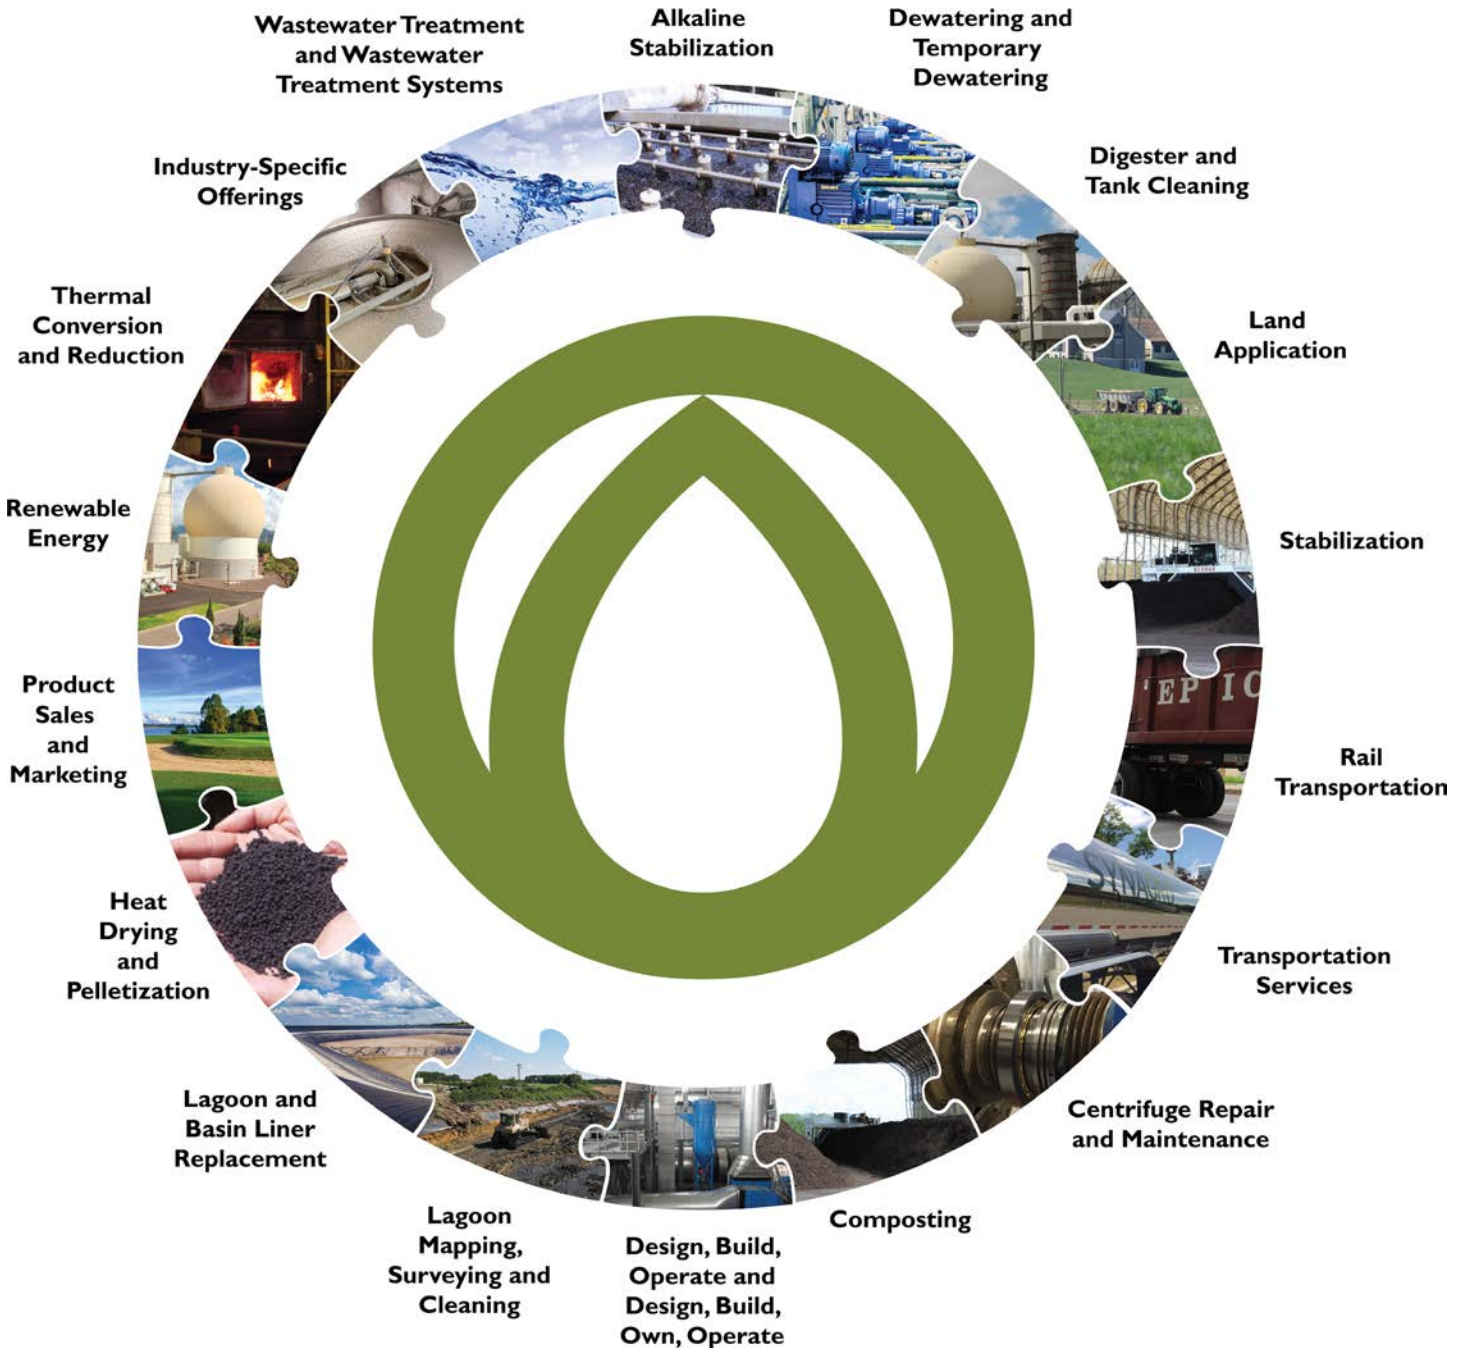 Alkaline
Stabilization
Dewatering and
Temporary
Dewatering
Digester and
Tank Cleaning
Land
Application
Stabilization
EP IC
Rail
Transportation
SYNAG
Transportation
Services
Centrifuge Repair
and Maintenance
Composting
Design, Build,
Operate and
Design, Build,
Own, Operate
Lagoon
Mapping,
Surveying and
Cleaning
Lagoon and
Basin Liner
Replacement
Heat
Drying
and
Pelletization
Product
Sales
and
Marketing
Renewable
Energy
Thermal
Conversion
and Reduction
Industry-Specific
Offerings
Wastewater Treatment
and Wastewater
Treatment Systems